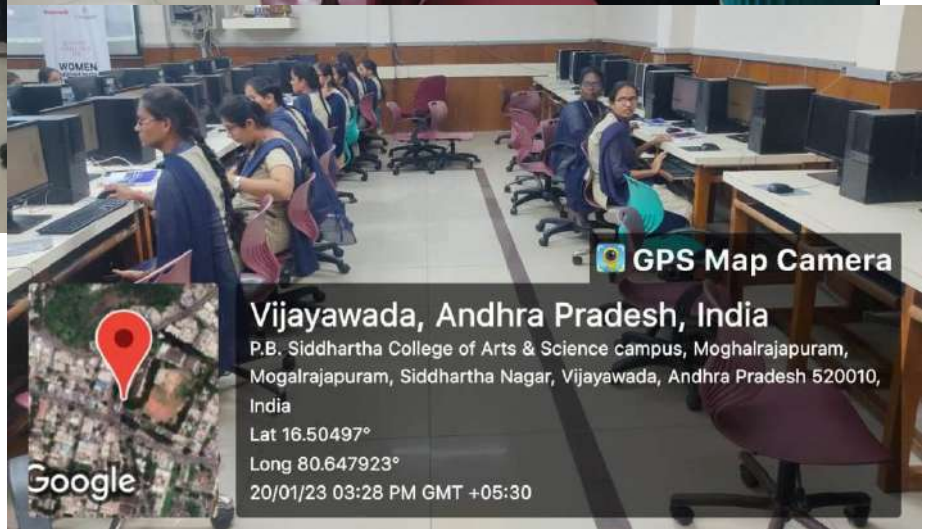 WOMEN
GPS Map Camera
Vijayawada, Andhra Pradesh, India
P.B. Siddhartha College of Arts & Science campus, Moghalrajapuram,
Mogalrajapuram, Siddhartha Nagar, Vijayawada, Andhra Pradesh 520010,
India
Lat 16.50497°
Long 80.647923°
20/01/23 03:28 PM GMT +05:30
Google